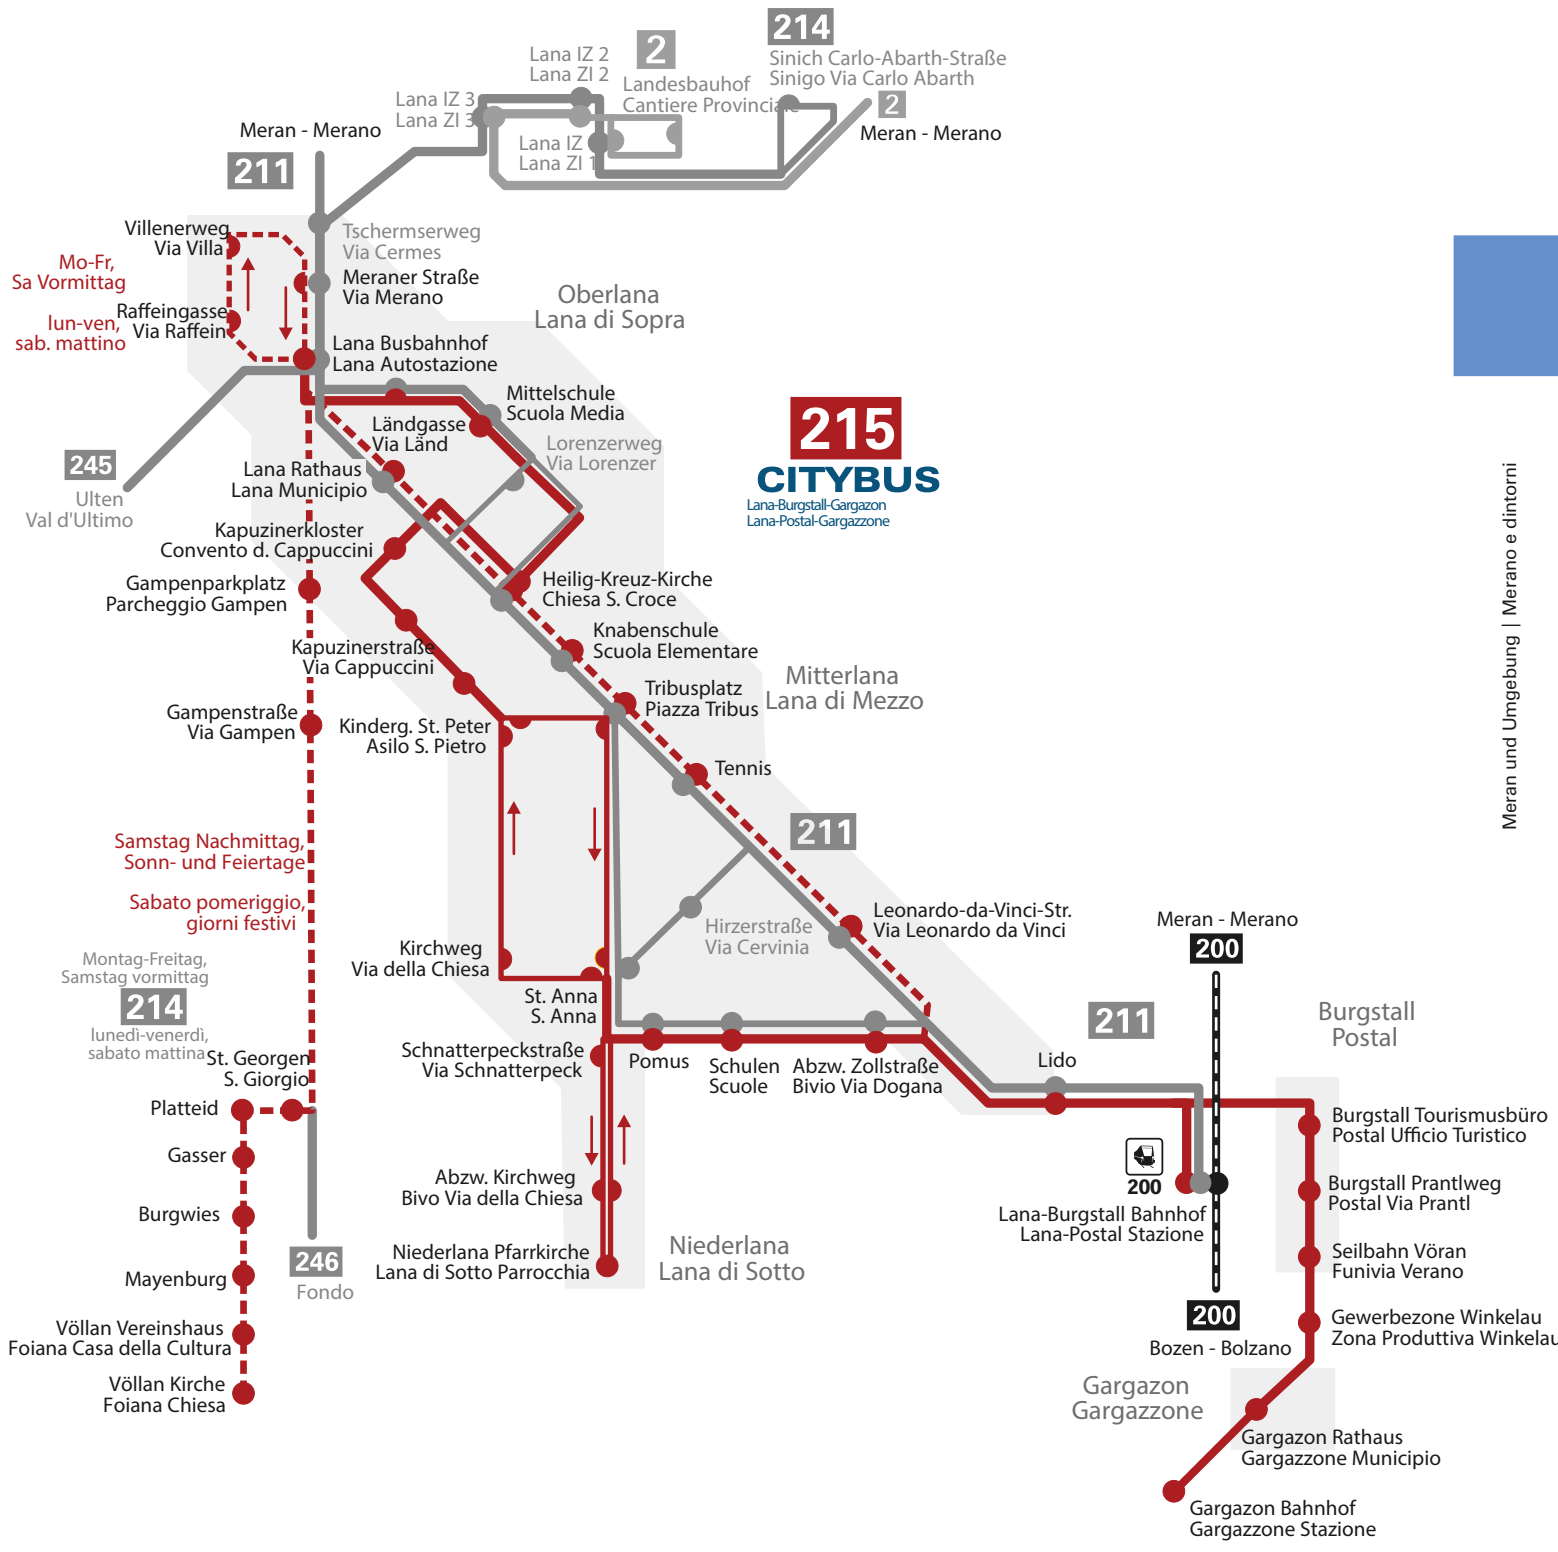 214
Sinich Carlo-Abarth-Straße
Sinigo Via Carlo Abarth
2
Meran - Merano
2
Landesbauhof
Cantiere Provinciale
Lana IZ 2
Lana ZI 2
Lana IZ 3
Lana ZI 3
Lana IZ
Lana ZI 1
Meran - Merano
211
Tschermserweg
Via Cermes
Villenerweg
Via Villa
Mo-Fr,
Sa Vormittag
lun-ven,
sab. mattino
Meraner Straße
Via Merano
Raffeingasse
Via Raffein
Oberlana
Lana di Sopra
Lana Busbahnhof
Lana Autostazione
Mittelschule
Scuola Media
Ländgasse
Via Länd
Lorenzerweg
Via Lorenzer
215
CITYBUS
Lana-Burgstall-Gargazon
Lana-Postal-Gargazzone
245
Ulten
Val d'Ultimo
Lana Rathaus
Lana Municipio
Kapuzinerkloster
Convento d. Cappuccini
Gampenparkplatz
Parcheggio Gampen
Heilig-Kreuz-Kirche
Chiesa S. Croce
Knabenschule
Scuola Elementare
Kapuzinerstraße
Via Cappuccini
Mitterlana
Lana di Mezzo
Tribusplatz
Piazza Tribus
Gampenstraße
Via Gampen
Kinderg. St. Peter
Asilo S. Pietro
Tennis
Meran und Umgebung | Merano e dintorni
Samstag Nachmittag,
Sonn- und Feiertage
Sabato pomeriggio,
giorni festivi
211
Leonardo-da-Vinci-Str.
Via Leonardo da Vinci
Hirzerstraße
Via Cervinia
Kirchweg
Via della Chiesa
St. Anna
S. Anna
Montag-Freitag,
Samstag vormittag
214
lunedì-venerdì,
sabato mattina
St. Georgen
S. Giorgio
Platteid
Gasser
Burgwies
Mayenburg
Völlan Vereinshaus
Foiana Casa della Cultura
Völlan Kirche
Foiana Chiesa
246
Fondo
Schnatterpeckstraße
Via Schnatterpeck
Pomus
Schulen
Scuole
Abzw. Zollstraße
Bivio Via Dogana
Abzw. Kirchweg
Bivo Via della Chiesa
Niederlana Pfarrkirche
Lana di Sotto Parrocchia
Niederlana
Lana di Sotto
Lido
211
Meran - Merano
200
Burgstall
Postal
Burgstall Tourismusbüro
Postal Ufficio Turistico
Burgstall Prantlweg
Postal Via Prantl
200
Lana-Burgstall Bahnhof
Lana-Postal Stazione
Seilbahn Vöran
Funivia Verano
200
Bozen - Bolzano
Gewerbezone Winkelau
Zona Produttiva Winkelau
Gargazon
Gargazzone
Gargazon Rathaus
Gargazzone Municipio
Gargazon Bahnhof
Gargazzone Stazione